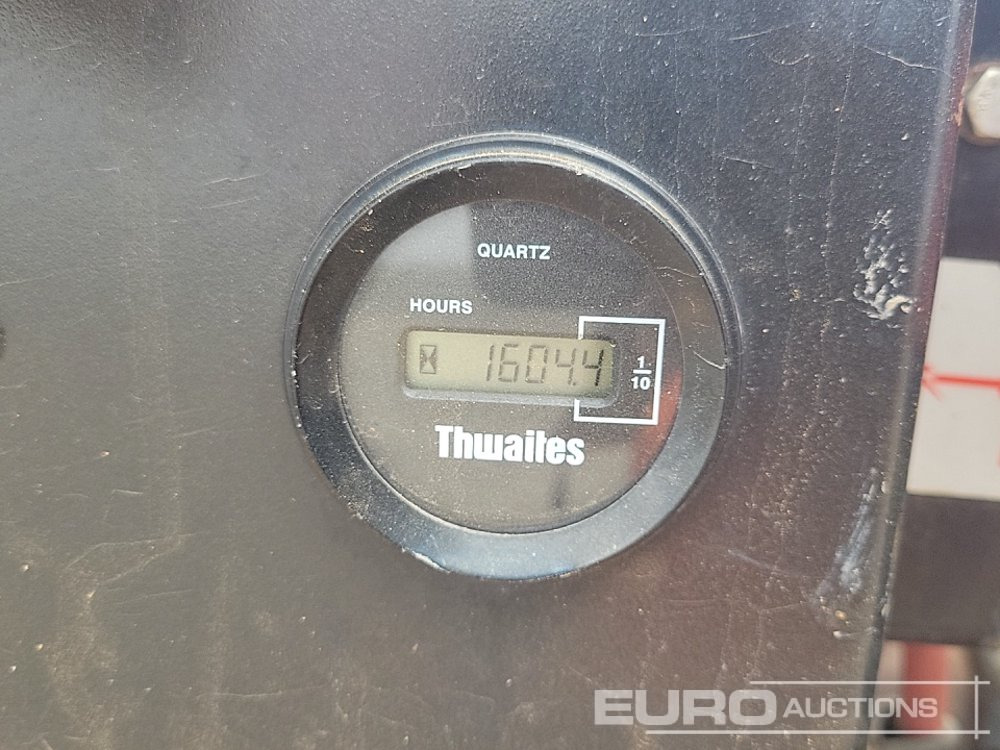 QUARTZ
HOURS
1604.4
1
10
Thwaites
EURO AUCTIONS